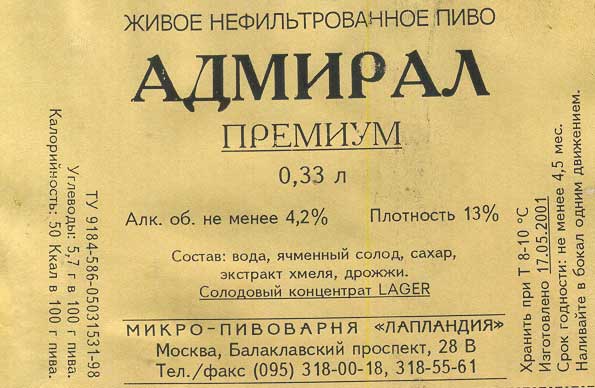 ЖИВОЕ НЕФИЛЬТРОВАННОЕ ПИВО
АДМИРАЛ
ПРЕМИУМ
0,33 л
Алк. об. не менее 4,2% Плотность 13%
Состав: вода, ячменный солод, сахар,
экстракт хмеля, дрожжи.
Солодовый концентрат LAGER
МИКРО-ПИВОВАРНЯ «ЛАПЛАНДИЯ»
Москва, Балаклавский проспект, 28 В
Тел./факс (095) 318-00-18, 318-55-61
ТУ 9184-586-05031531-98
Углеводы: 5,7 г в 100 г пива.
Калорийность: 50 Ккал в 100 г пива.
Хранить при Т 8-10 °С
Изготовлено 17.05.2001
Срок годности: не менее 4,5 мес.
Наливайте в бокал одним движением.